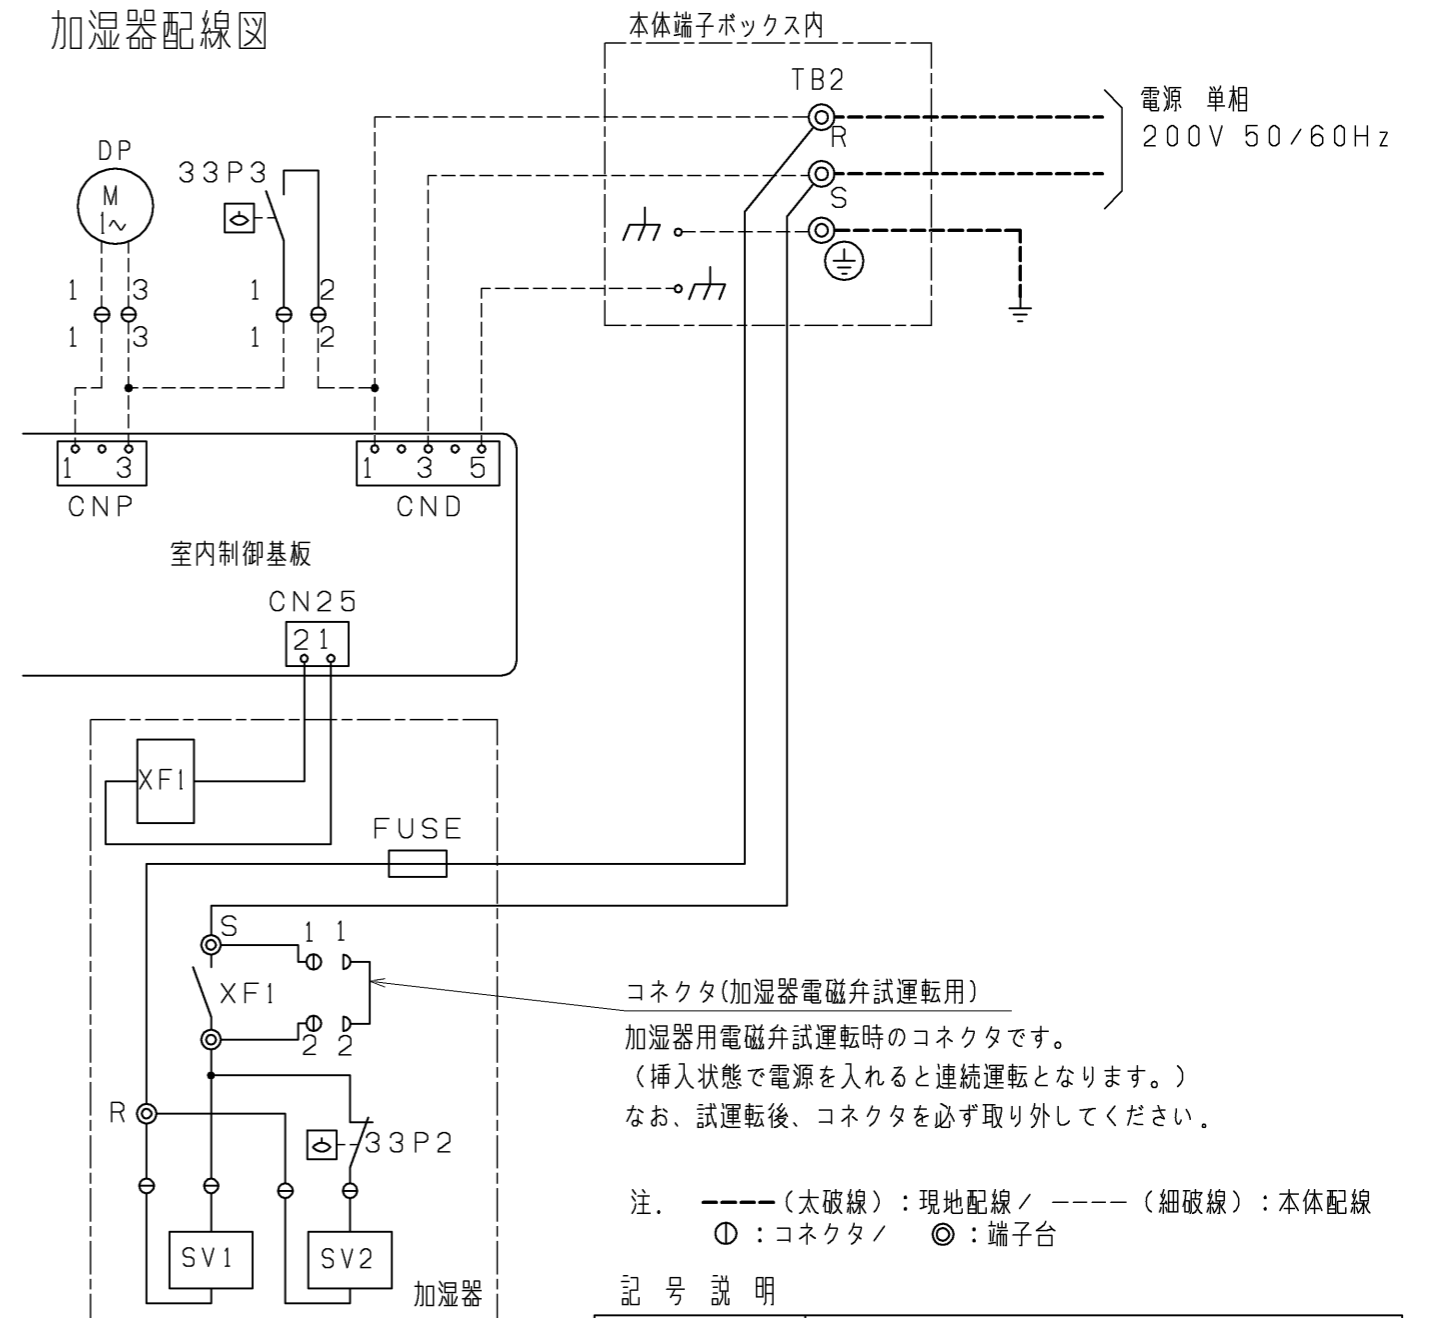 加湿器配線図
本体端子ボックス内
TB2
R
S
電源 単相
200V 50/60Hz
DP
M
1~
33P3
1 3 1 2
1 3 1 2
1 3
CNP
1 3 5
CND
室内制御基板
CN25
2 1
XF1
FUSE
S
1 1
XF1
2 2
R
33P2
SV1
SV2
加湿器
コネクタ(加湿器電磁弁試運転用)
加湿器用電磁弁試運転時のコネクタです。
(挿入状態で電源を入れると連続運転となります。)
なお、試運転後、コネクタを必ず取り外してください。
注. ----(太破線):現地配線/ ----(細破線):本体配線
:コネクタ/ ◎:端子台
記号説明